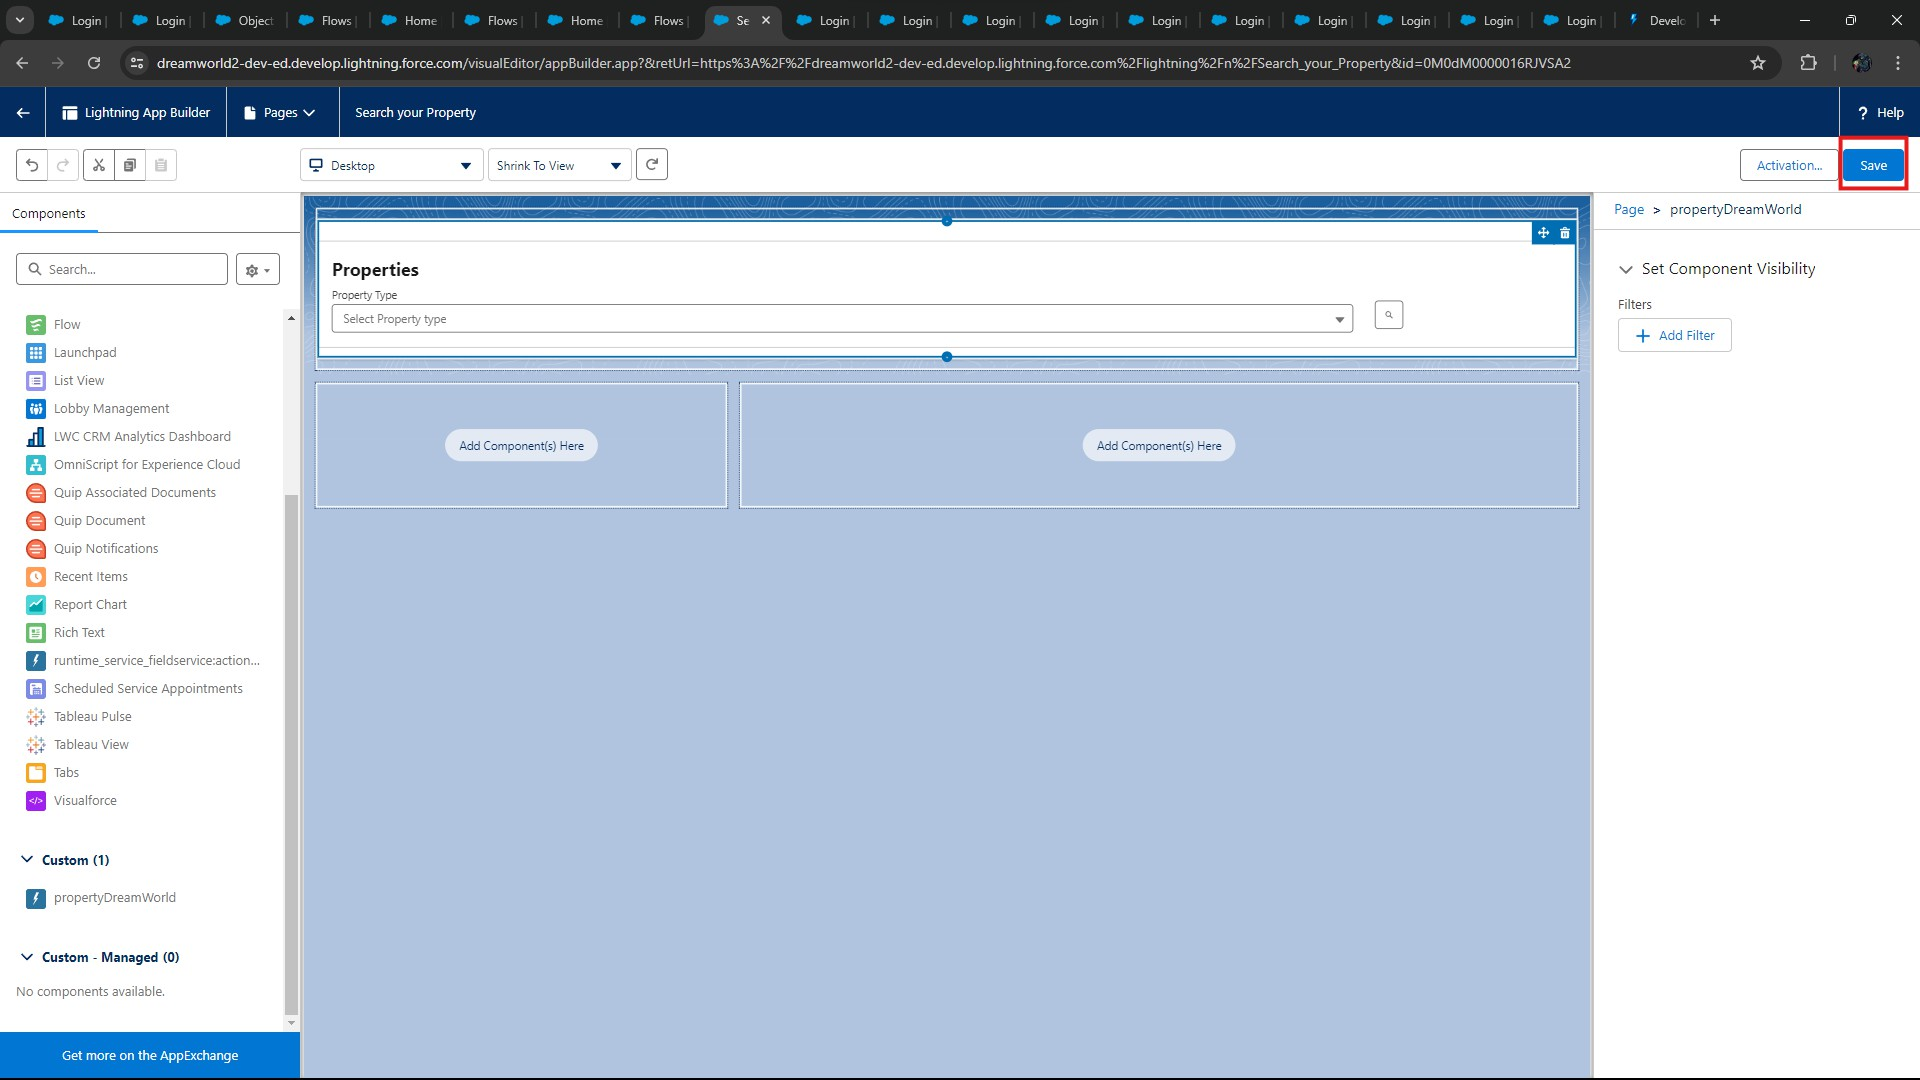 Login
Login
Object
Flows
Home
Flows
Home
Flows
Se
Login
Login
Login
Login
Login
Login
Login
Login
Login
Login
Develo
dreamworld2-dev-ed.develop.lightning.force.com/visualEditor/appBuilder.app?&retUrl=https%3A%2F%2Fdreamworld2-dev-ed.develop.lightning.force.com%2Flightning%2Fn%2FSearch_your_Property&id=0M0dM0000016RJVSA2
Lightning App Builder
Pages
Search your Property
? Help
Desktop
Shrink To View
Activation...
Save
Components
Search...
Flow
Launchpad
List View
Lobby Management
LWC CRM Analytics Dashboard
OmniScript for Experience Cloud
Quip Associated Documents
Quip Document
Quip Notifications
Recent Items
Report Chart
Rich Text
runtime_service_fieldservice:action...
Scheduled Service Appointments
Tableau Pulse
Tableau View
Tabs
Visualforce
Custom (1)
propertyDreamWorld
Custom - Managed (0)
No components available.
Get more on the AppExchange
Properties
Property Type
Select Property type
Add Component(s) Here
Add Component(s) Here
Page > propertyDreamWorld
Set Component Visibility
Filters
+ Add Filter